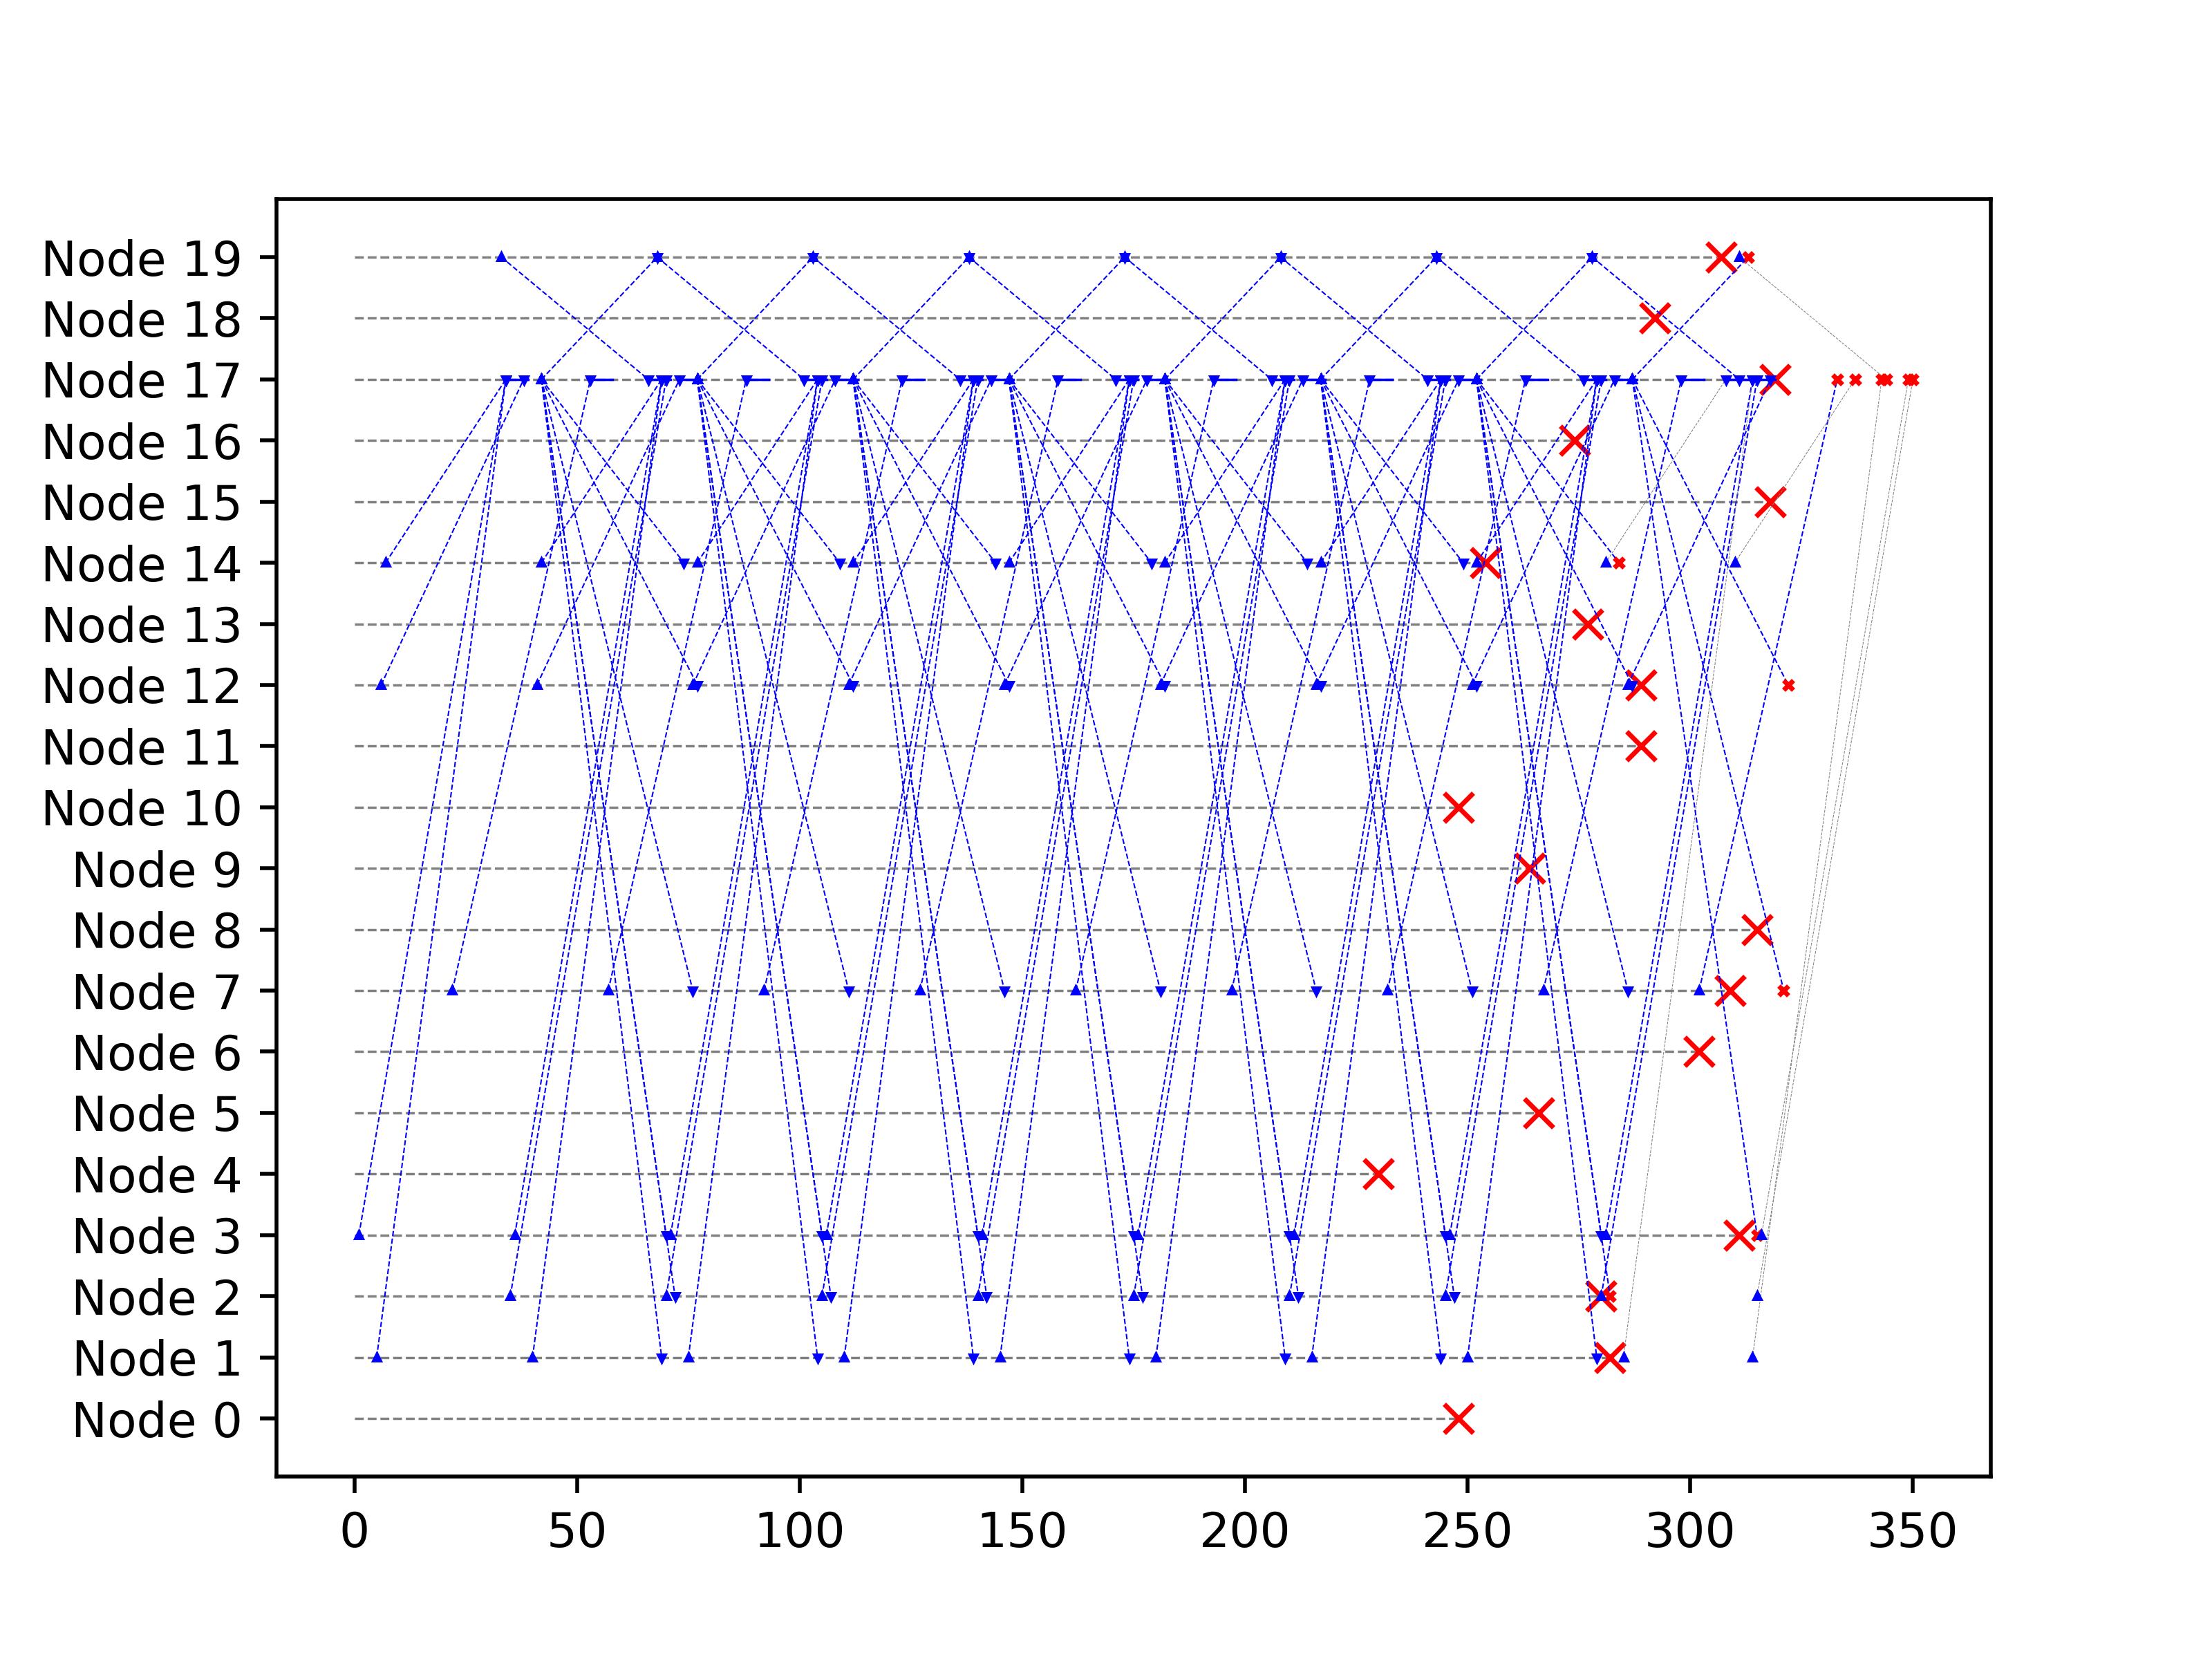 Node 19
Node 18
Node 17
Node 16
Node 15
Node 14
Node 13
Node 12
Node 11
Node 10
Node 9
Node 8
Node 7
Node 6
Node 5
Node 4
Node 3
Node 2
Node 1
Node 0
0 50 100 150 200 250 300 350